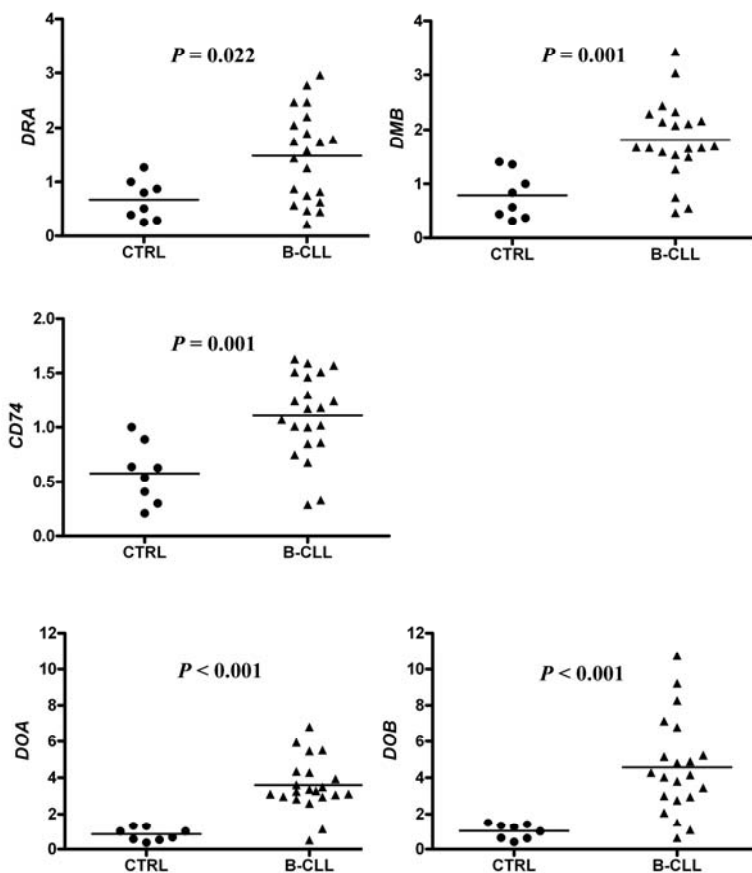 4
3
2
1
0
DRA
P = 0.022
CTRL
B-CLL
4
3
2
1
0
DMB
P = 0.001
CTRL
B-CLL
2.0
1.5
1.0
0.5
0.0
CD74
P = 0.001
CTRL
B-CLL
12
10
8
6
4
2
0
DOA
P < 0.001
CTRL
B-CLL
12
10
8
6
4
2
0
DOB
P < 0.001
CTRL
B-CLL